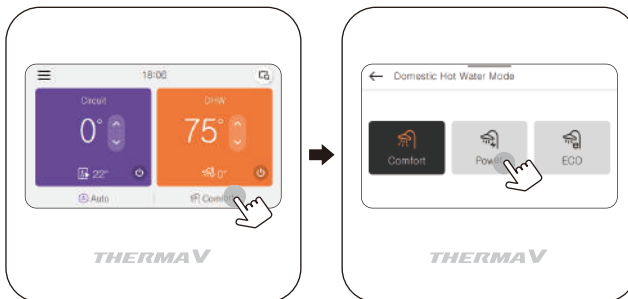 18:06
Circuit
DHW
0°
75°
22°
0°
Auto
Comfort
THERMA V
Domestic Hot Water Mode
Comfort
Power
ECO
THERMA V